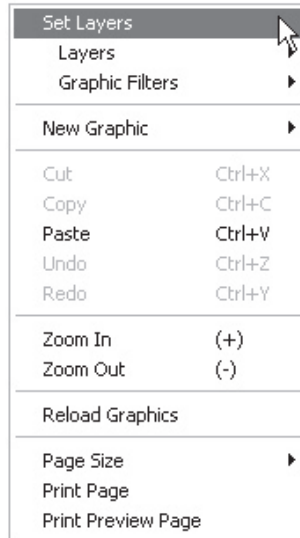 Set Layers
Layers
Graphic Filters
New Graphic
Cut Ctrl+X
Copy Ctrl+C
Paste Ctrl+V
Undo Ctrl+Z
Redo Ctrl+Y
Zoom In (+)
Zoom Out (-)
Reload Graphics
Page Size
Print Page
Print Preview Page